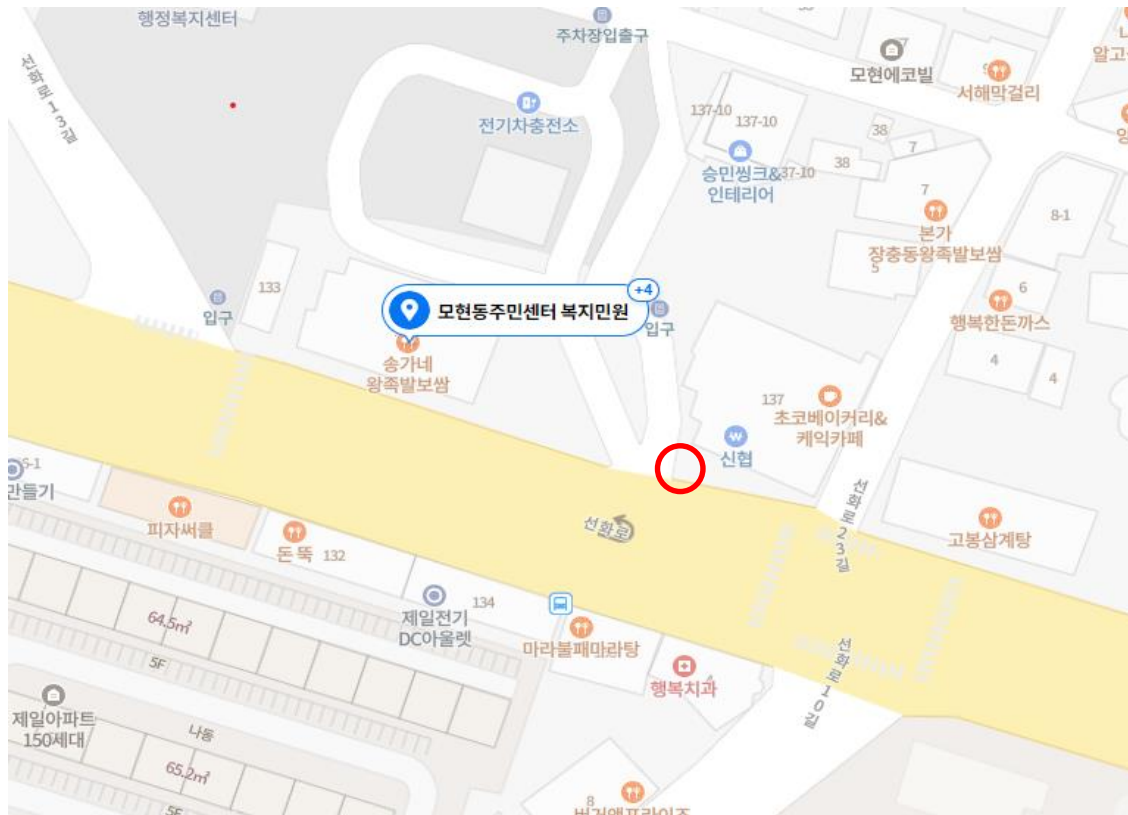 행정복지센터
주차장입출구
모현에코빌
서해막걸리
선화로13길
전기차충전소
137-10
137-10
38
7
승민씽크&
인테리어
38
7
본가
장충동왕족발보쌈
5
8-1
133
입구
모현동주민센터 복지민원
+4
입구
6
행복한돈까스
송가네
왕족발보쌈
4
4
137
초코베이커리&
케익카페
신협
만들기
피자써클
돈뚝 132
선화로
선화로23길
고봉삼계탕
134
제일전기
DC아울렛
마라불패마라탕
64.5㎡
5F
행복치과
선화로10길
제일아파트
150세대
나동
65.2㎡
5F
8